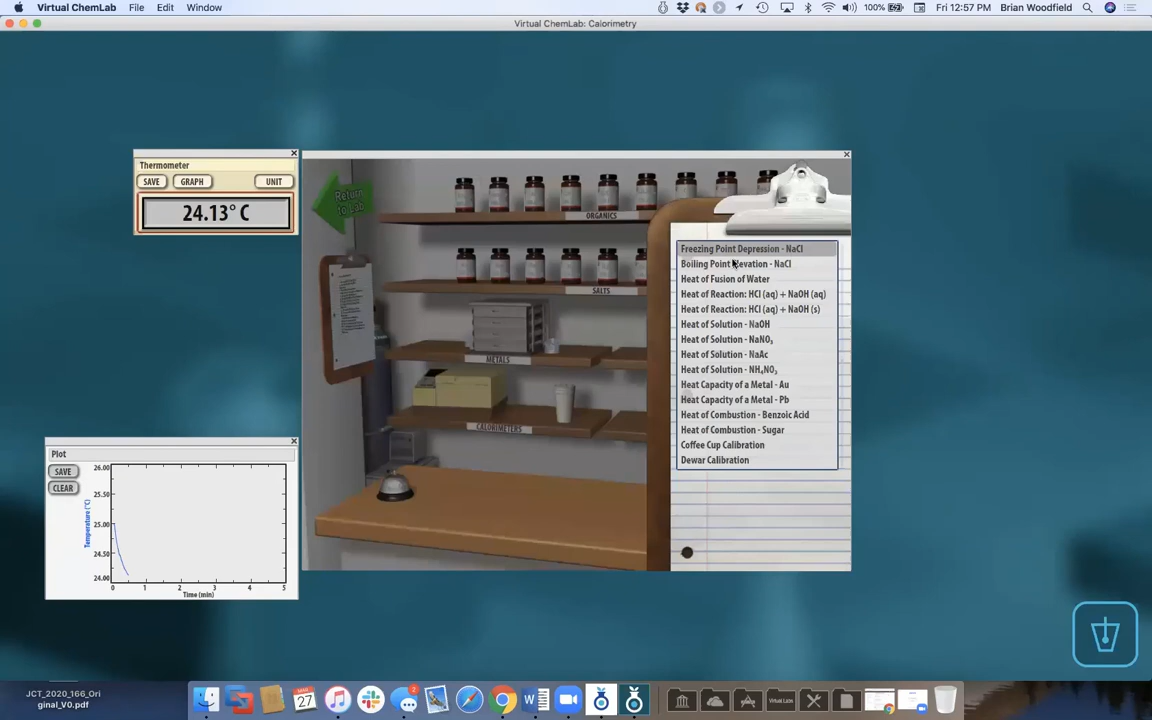 Virtual ChemLab File Edit Window 100% Fri 12:57 PM Brian Woodfield
Virtual ChemLab: Calorimetry
Thermometer
SAVE GRAPH UNIT
24.13° C
Return To Lab
ORGANICS
SALTS
METALS
CALORIMETERS
Freezing Point Depression - NaCl
Boiling Point Elevation - NaCl
Heat of Fusion of Water
Heat of Reaction: HCl (aq) + NaOH (aq)
Heat of Reaction: HCl (aq) + NaOH (s)
Heat of Solution - NaOH
Heat of Solution - NaNO₃
Heat of Solution - NaAc
Heat of Solution - NH₄NO₃
Heat Capacity of a Metal - Au
Heat Capacity of a Metal - Pb
Heat of Combustion - Benzoic Acid
Heat of Combustion - Sugar
Coffee Cup Calibration
Dewar Calibration
Plot
SAVE
CLEAR
Temperature (°C)
26.00
25.50
25.00
24.50
24.00
0 1 2 3 4 5
Time (min)
JCT_2020_166_Ori
ginal_V0.pdf
MAR
27
2
W